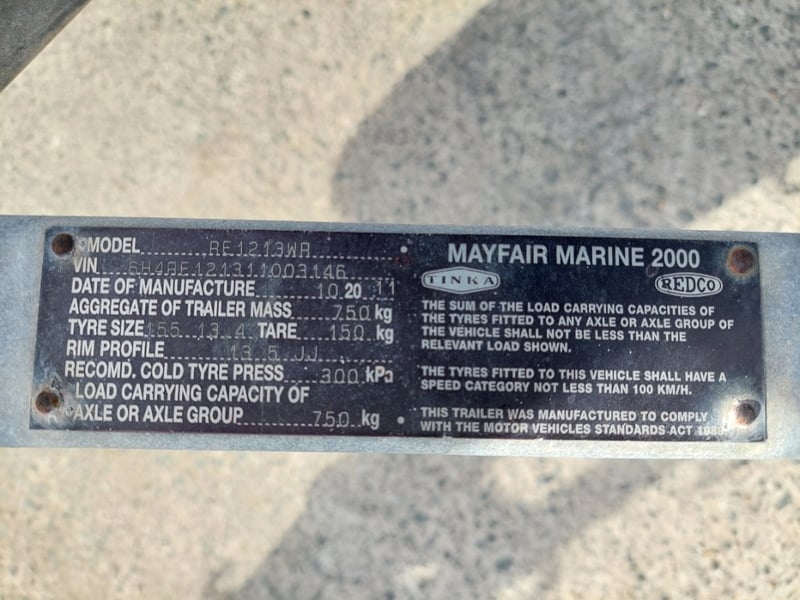 MODEL RE1213WR
VIN 6H4RE121311003146
DATE OF MANUFACTURE 10 20 11
AGGREGATE OF TRAILER MASS 750 kg
TYRE SIZE 155 13 4 TARE 150 kg
RIM PROFILE 13 5 JJ
RECOMD. COLD TYRE PRESS 300 kPa
LOAD CARRYING CAPACITY OF
AXLE OR AXLE GROUP 750 kg
MAYFAIR MARINE 2000
TINKA REDCO
THE SUM OF THE LOAD CARRYING CAPACITIES OF
THE TYRES FITTED TO ANY AXLE OR AXLE GROUP OF
THE VEHICLE SHALL NOT BE LESS THAN THE
RELEVANT LOAD SHOWN.
THE TYRES FITTED TO THIS VEHICLE SHALL HAVE A
SPEED CATEGORY NOT LESS THAN 100 KM/H.
THIS TRAILER WAS MANUFACTURED TO COMPLY
WITH THE MOTOR VEHICLES STANDARDS ACT 1989